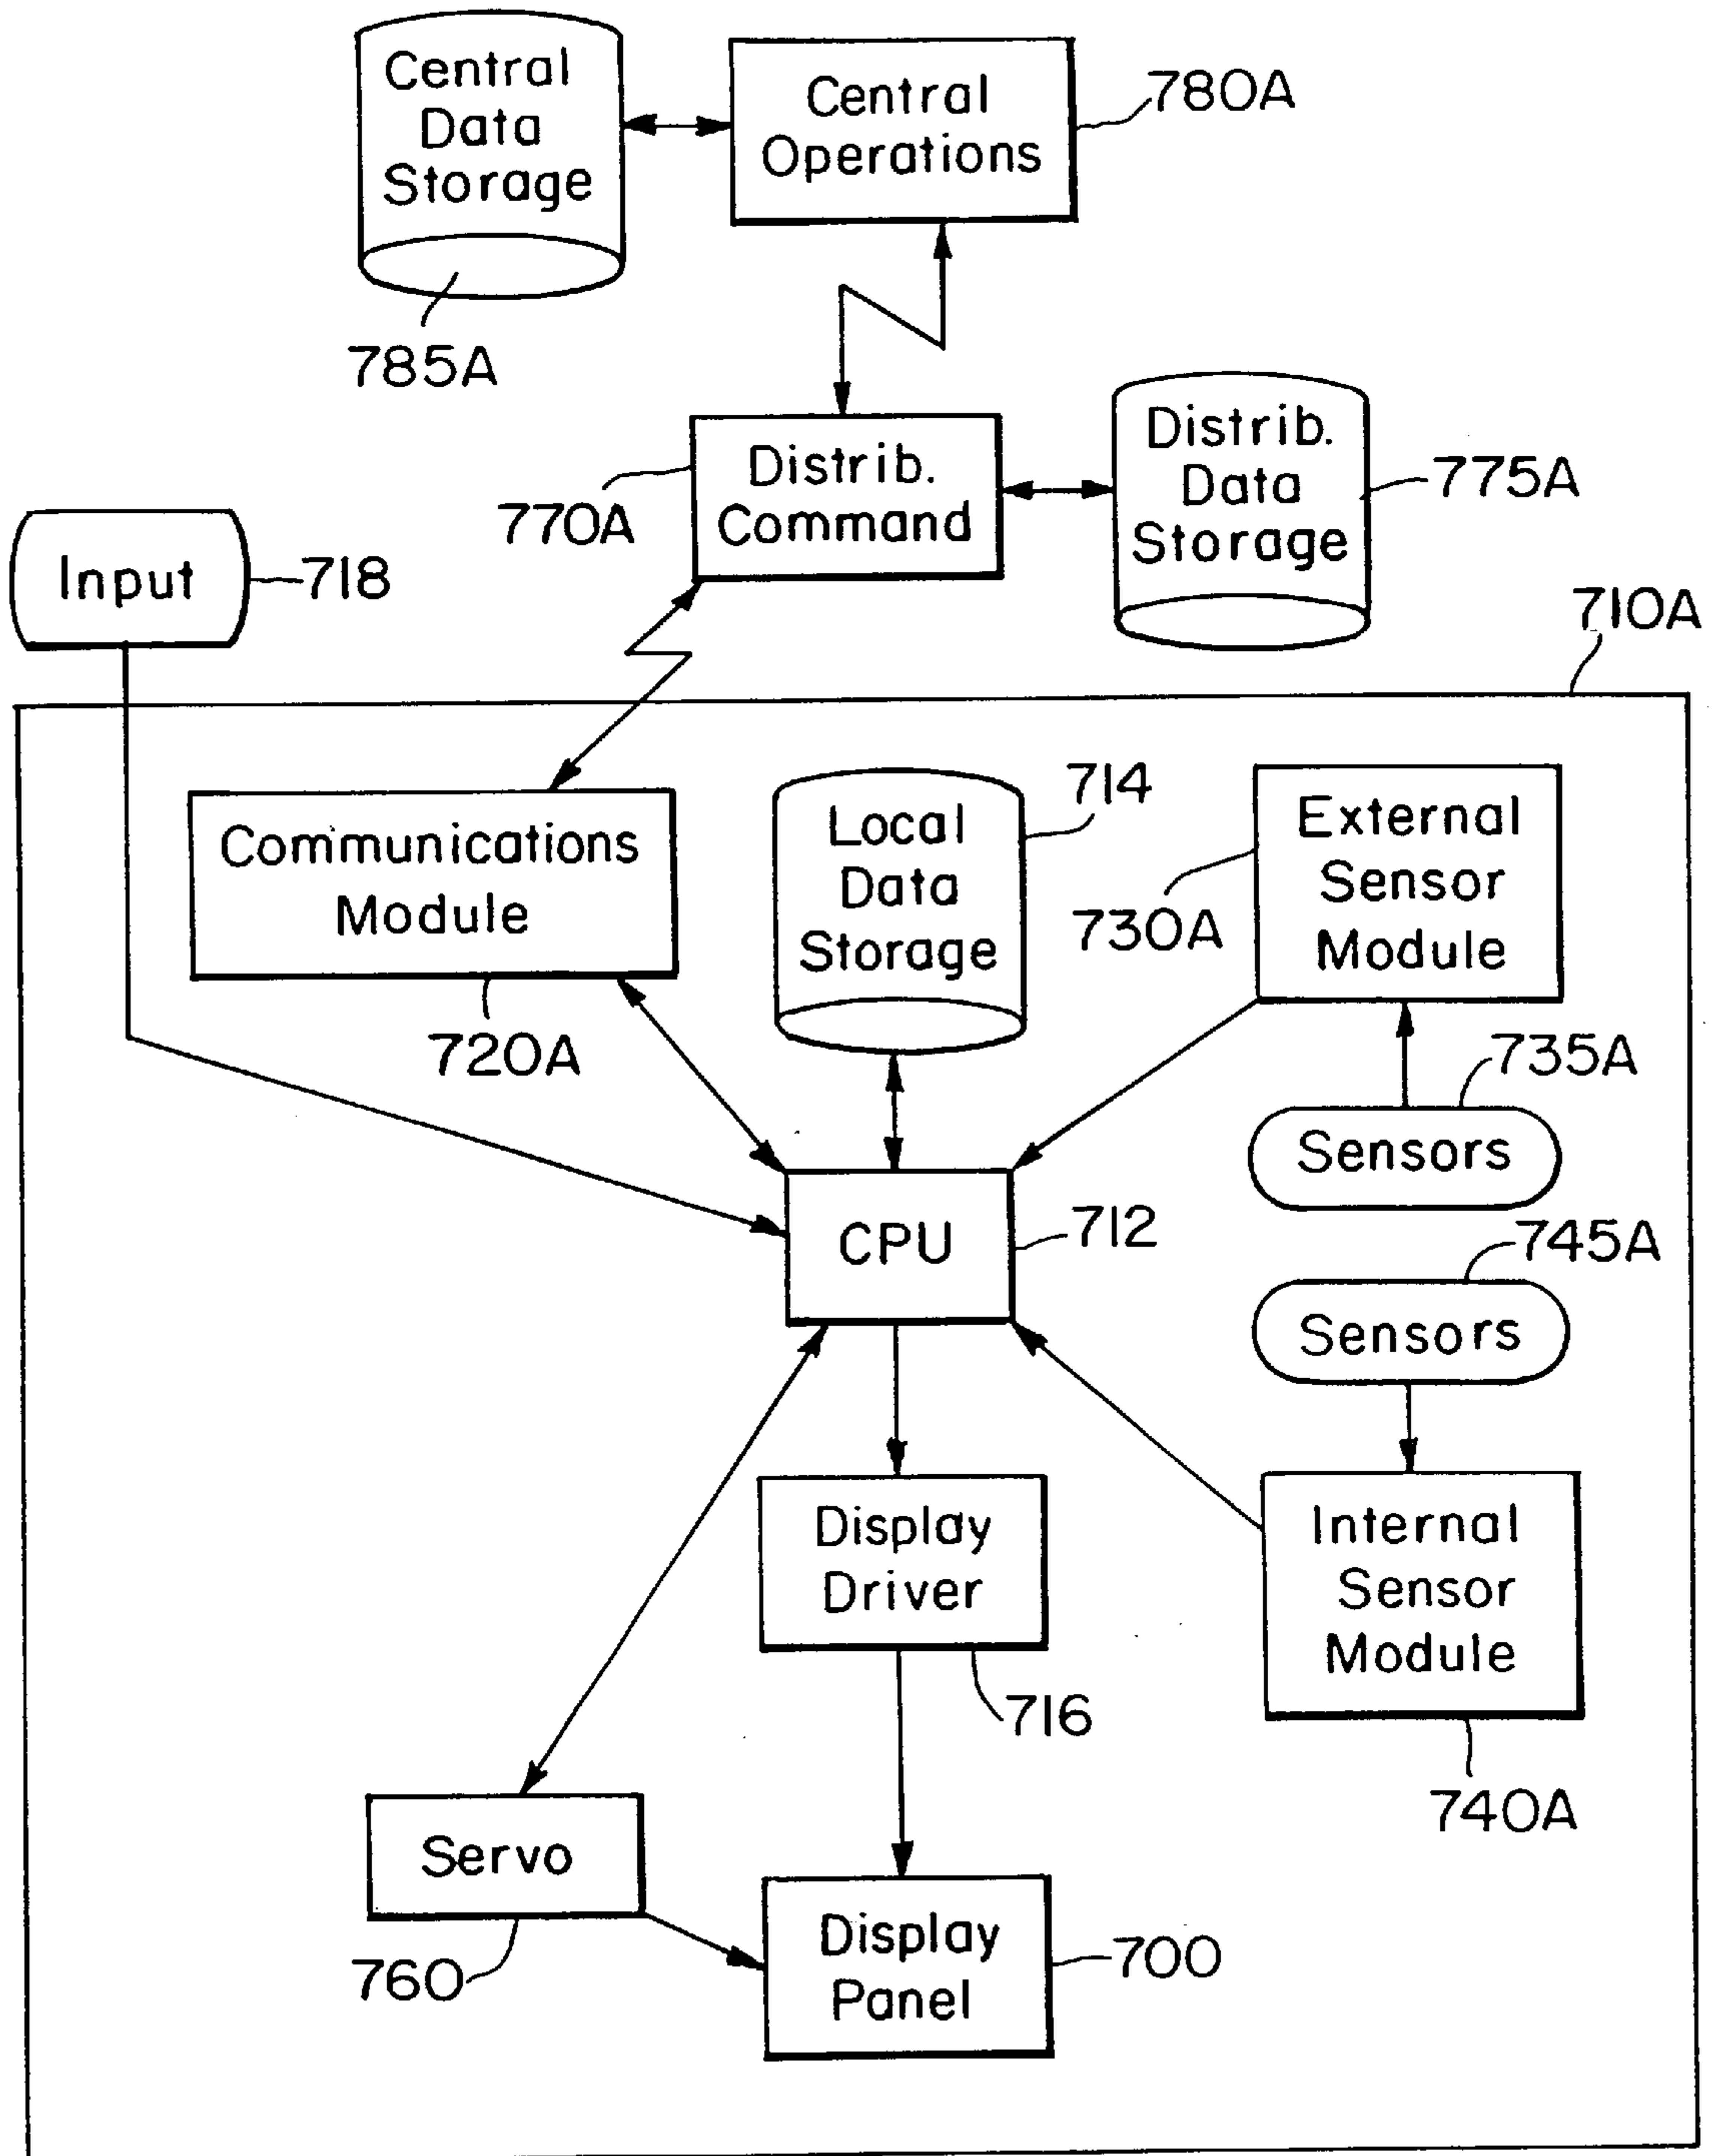 Central
Data
Storage
Central
Operations
780A
785A
Distrib.
Command
770A
Distrib.
Data
Storage
775A
Input
718
710A
Communications
Module
720A
Local
Data
Storage
714
External
Sensor
Module
730A
735A
Sensors
CPU
712
745A
Sensors
Display
Driver
716
Internal
Sensor
Module
740A
Servo
760
Display
Panel
700